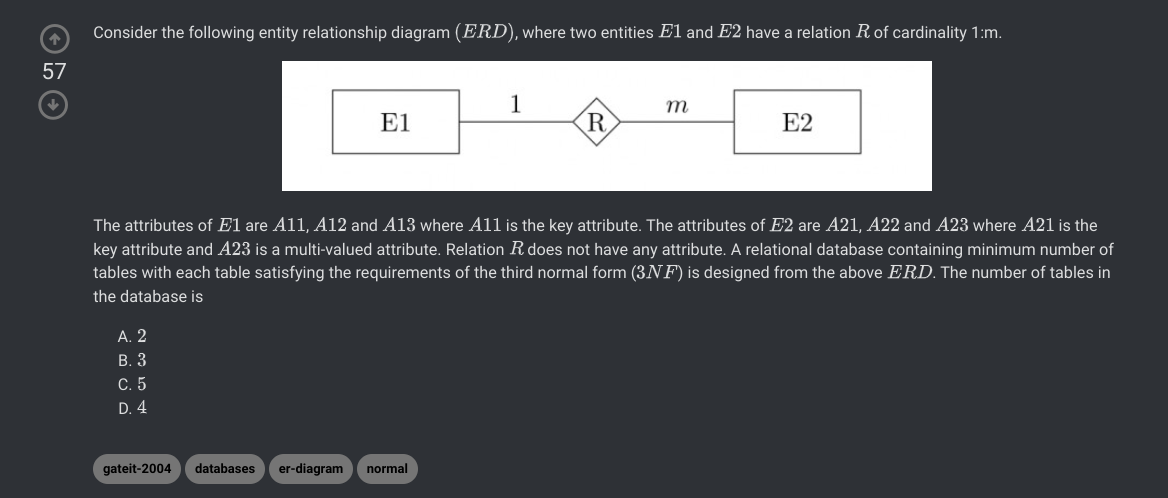 57
Consider the following entity relationship diagram (ERD), where two entities E1 and E2 have a relation R of cardinality 1:m.
E1
1
R
m
E2
The attributes of E1 are A11, A12 and A13 where A11 is the key attribute. The attributes of E2 are A21, A22 and A23 where A21 is the
key attribute and A23 is a multi-valued attribute. Relation R does not have any attribute. A relational database containing minimum number of
tables with each table satisfying the requirements of the third normal form (3NF) is designed from the above ERD. The number of tables in
the database is
A. 2
B. 3
C. 5
D. 4
gateit-2004 databases er-diagram normal